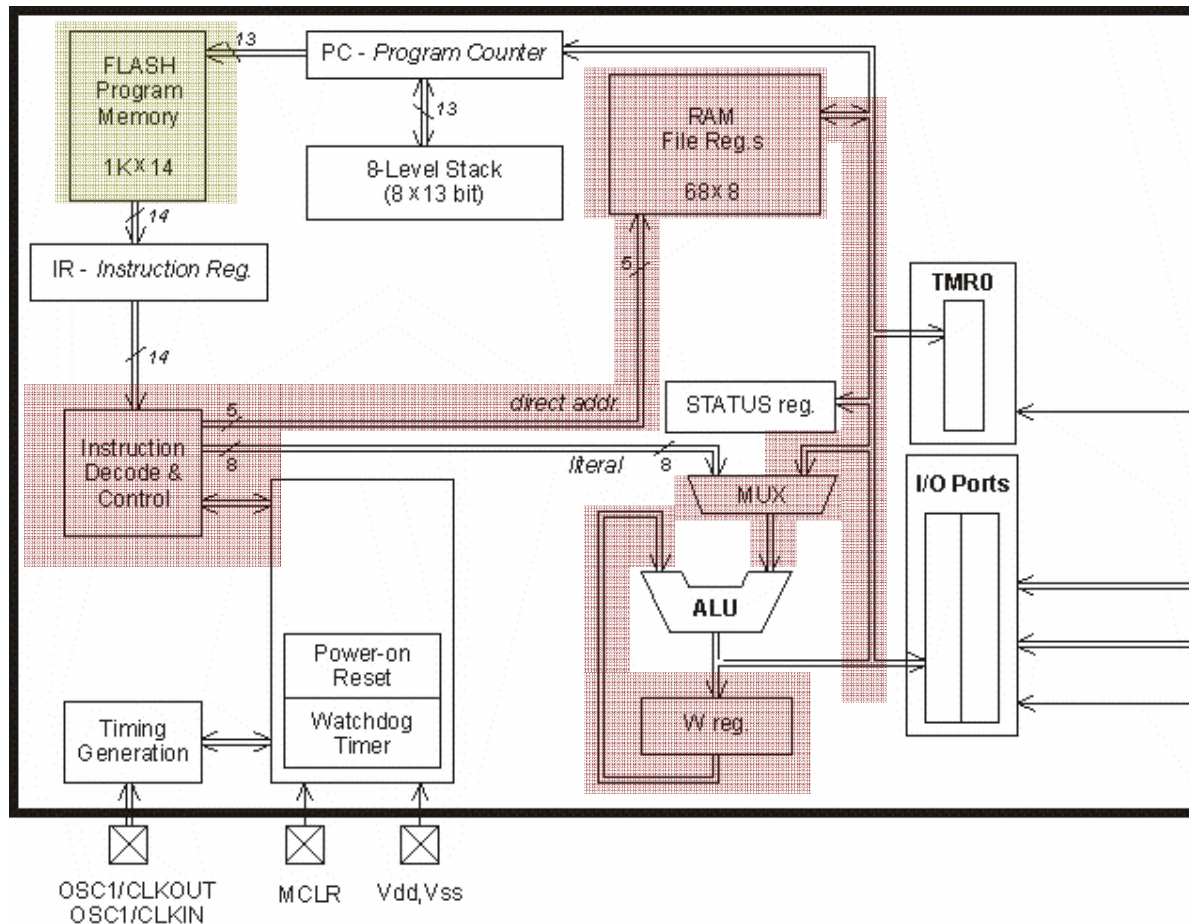 FLASH
Program
Memory
1K×14
13
PC - Program Counter
13
8-Level Stack
(8 ×13 bit)
RAM
File Reg.s
68× 8
14
IR - Instruction Reg.
14
5
TMR0
direct addr.
5
STATUS reg.
Instruction
Decode &
Control
8
literal
8
MUX
I/O Ports
ALU
Power-on
Reset
Watchdog
Timer
W reg.
Timing
Generation
OSC1/CLKOUT
OSC1/CLKIN
MCLR
Vdd,Vss